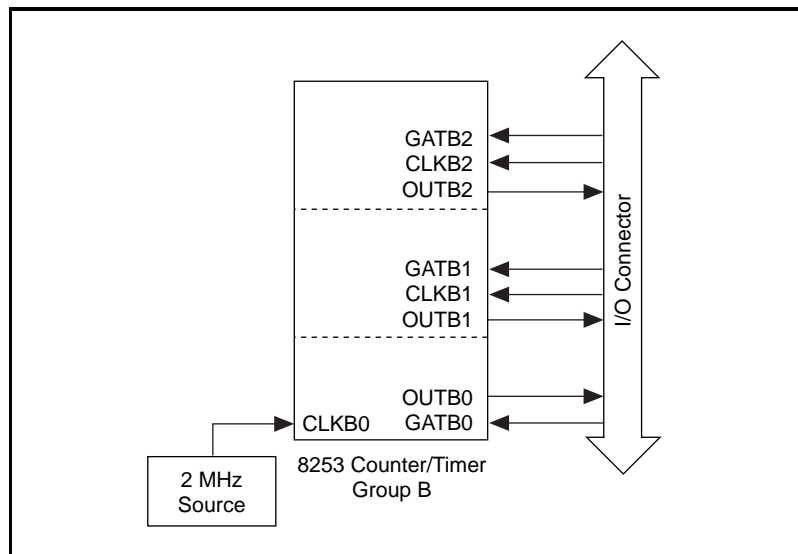 GATB2
CLKB2
OUTB2
GATB1
CLKB1
OUTB1
OUTB0
CLKB0 GATB0
I/O Connector
2 MHz
Source
8253 Counter/Timer
Group B